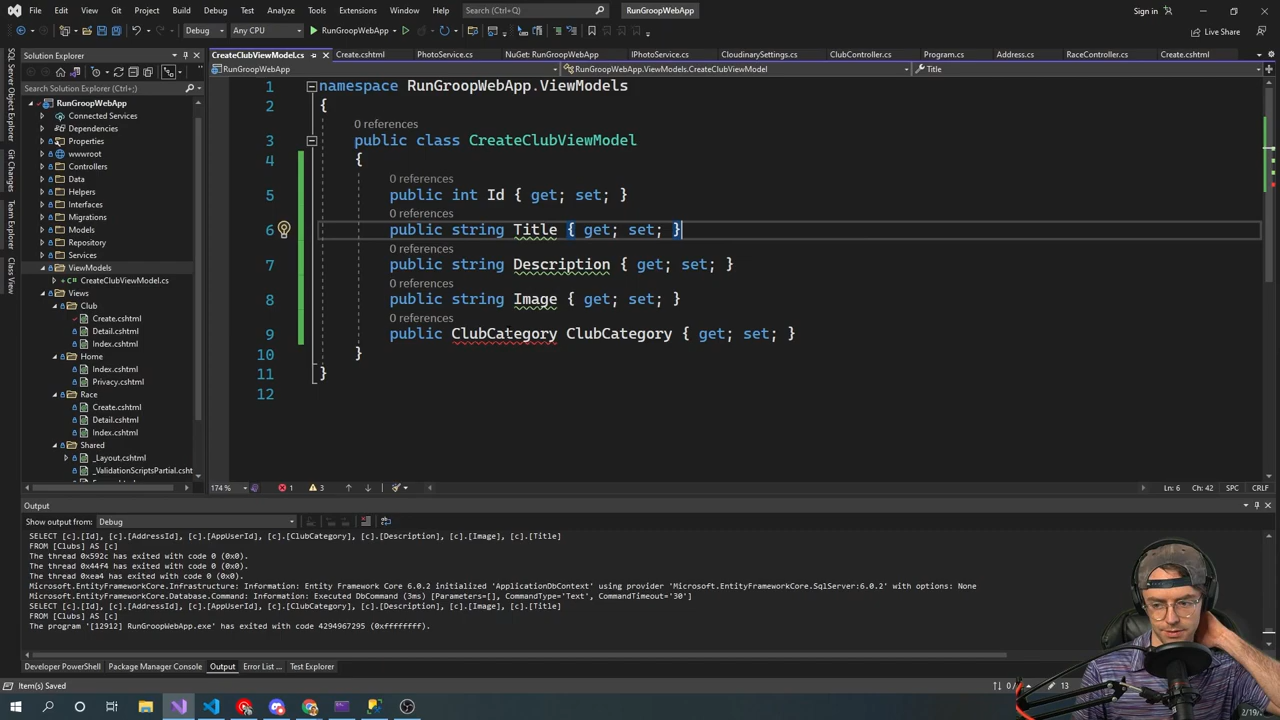 File Edit View Git Project Build Debug Test Analyze Tools Extensions Window Help Search (Ctrl+;) RunGroopWebApp Sign in
Debug Any CPU RunGroopWebApp Live Share
SQL Server Object Explorer
Git Changes
Team Explorer
Class View
Solution Explorer
Search Solution Explorer (Ctrl+;)
RunGroopWebApp
Connected Services
Dependencies
Properties
wwwroot
Controllers
Data
Helpers
Interfaces
Migrations
Models
Repository
Services
ViewModels
CreateClubViewModel.cs
Views
Club
Create.cshtml
Detail.cshtml
Index.cshtml
Home
Index.cshtml
Privacy.cshtml
Race
Create.cshtml
Detail.cshtml
Index.cshtml
Shared
_Layout.cshtml
_ValidationScriptsPartial.csht
CreateClubViewModel.cs Create.cshtml PhotoService.cs NuGet: RunGroopWebApp IPhotoService.cs CloudinarySettings.cs ClubController.cs Program.cs Address.cs RaceController.cs Create.cshtml
RunGroopWebApp RunGroopWebApp.ViewModels.CreateClubViewModel Title
1 namespace RunGroopWebApp.ViewModels
2 {
0 references
3 public class CreateClubViewModel
4 {
0 references
5 public int Id { get; set; }
0 references
6 public string Title { get; set; }
0 references
7 public string Description { get; set; }
0 references
8 public string Image { get; set; }
0 references
9 public ClubCategory ClubCategory { get; set; }
10 }
11 }
12
174 % 1 3 Ln: 6 Ch: 42 SPC CRLF
Output
Show output from: Debug
SELECT [c].[Id], [c].[AddressId], [c].[AppUserId], [c].[ClubCategory], [c].[Description], [c].[Image], [c].[Title]
FROM [Clubs] AS [c]
The thread 0x592c has exited with code 0 (0x0).
The thread 0x44f4 has exited with code 0 (0x0).
The thread 0xea4 has exited with code 0 (0x0).
Microsoft.EntityFrameworkCore.Infrastructure: Information: Entity Framework Core 6.0.2 initialized 'ApplicationDbContext' using provider 'Microsoft.EntityFrameworkCore.SqlServer:6.0.2' with options: None
Microsoft.EntityFrameworkCore.Database.Command: Information: Executed DbCommand (3ms) [Parameters=[], CommandType='Text', CommandTimeout='30']
SELECT [c].[Id], [c].[AddressId], [c].[AppUserId], [c].[ClubCategory], [c].[Description], [c].[Image], [c].[Title]
FROM [Clubs] AS [c]
The program '[12912] RunGroopWebApp.exe' has exited with code 4294967295 (0xffffffff).
Developer PowerShell Package Manager Console Output Error List ... Test Explorer
Item(s) Saved 0 / 13